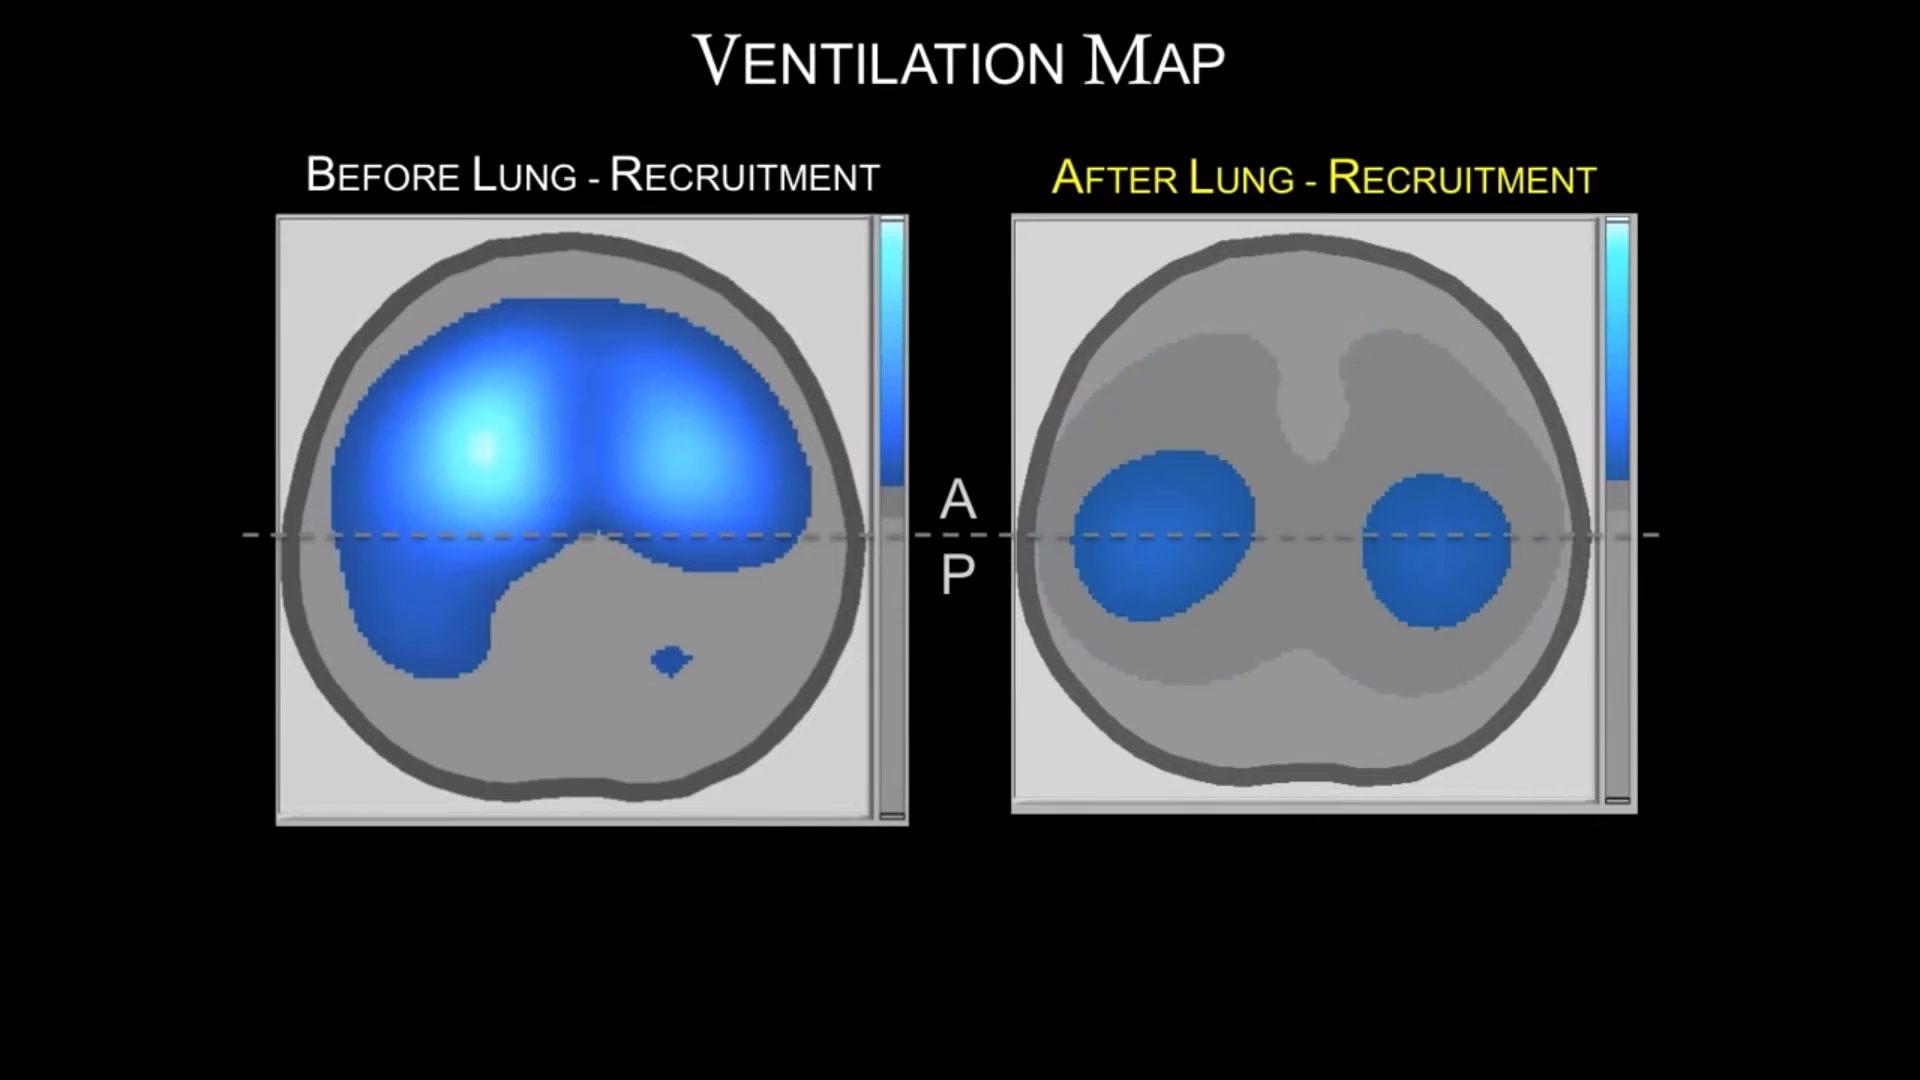 VENTILATION MAP
BEFORE LUNG - RECRUITMENT
AFTER LUNG - RECRUITMENT
A
P